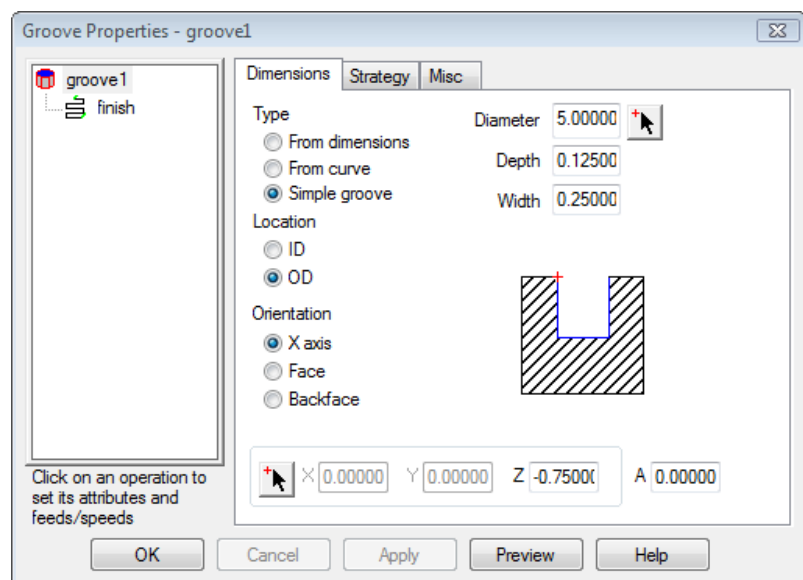 Groove Properties - groove1
groove1
finish
Click on an operation to
set its attributes and
feeds/speeds
Dimensions Strategy Misc
Type
From dimensions
From curve
Simple groove
Location
ID
OD
Orientation
X axis
Face
Backface
Diameter 5.00000
Depth 0.12500
Width 0.25000
X 0.00000 Y 0.00000 Z -0.75000 A 0.00000
OK Cancel Apply Preview Help